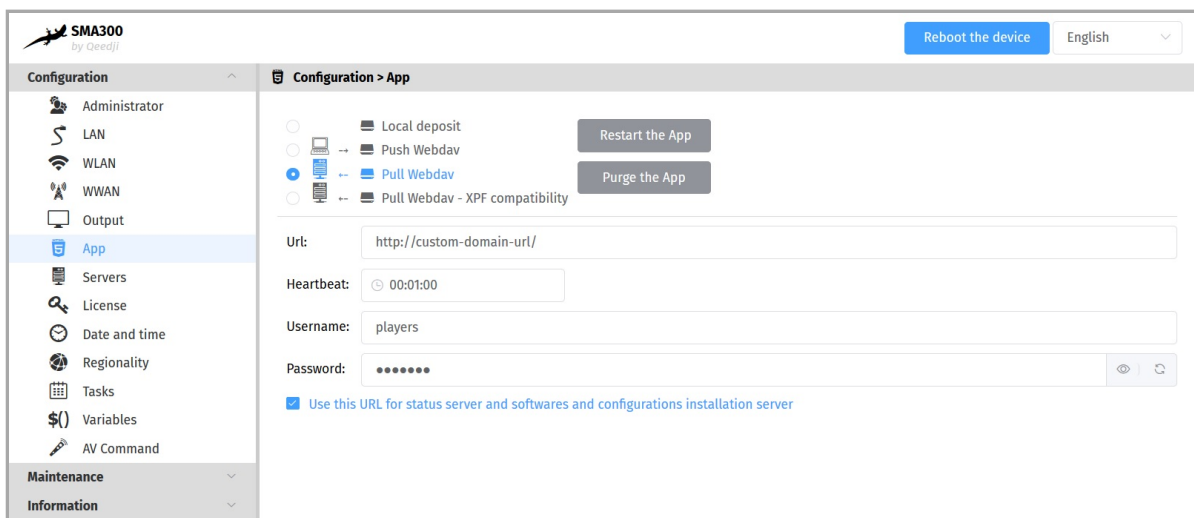 SMA300
by Qeedji
Reboot the device
English
Configuration
Configuration > App
Administrator
LAN
WLAN
WWAN
Output
App
Servers
License
Date and time
Regionality
Tasks
$() Variables
AV Command
Maintenance
Information
Local deposit
Push Webdav
Pull Webdav
Pull Webdav - XPF compatibility
Restart the App
Purge the App
Url: http://custom-domain-url/
Heartbeat: 00:01:00
Username: players
Password: •••••••
Use this URL for status server and softwares and configurations installation server